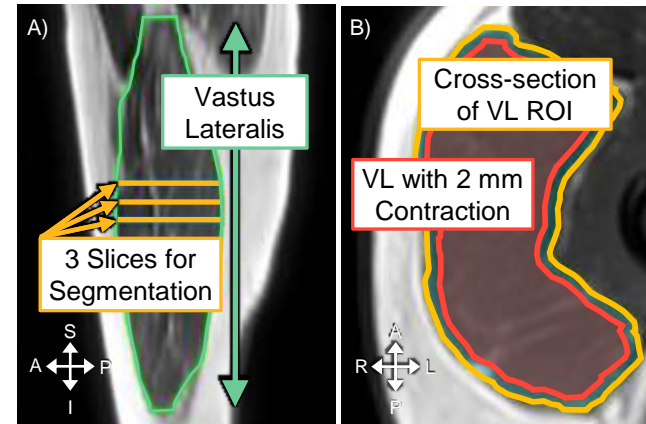 A)
Vastus
Lateralis
3 Slices for
Segmentation
S
A P
I
B)
Cross-section
of VL ROI
VL with 2 mm
Contraction
A
R L
P